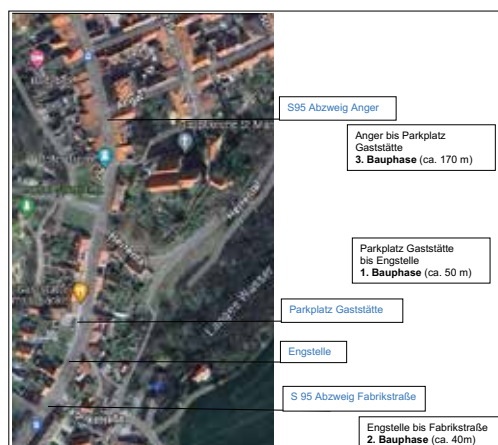 Anger
S95 Abzweig Anger
Anger bis Parkplatz
Gaststätte
3. Bauphase (ca. 170 m)
Parkplatz Gaststätte
bis Engstelle
1. Bauphase (ca. 50 m)
Parkplatz Gaststätte
Engstelle
S 95 Abzweig Fabrikstraße
Engstelle bis Fabrikstraße
2. Bauphase (ca. 40m)